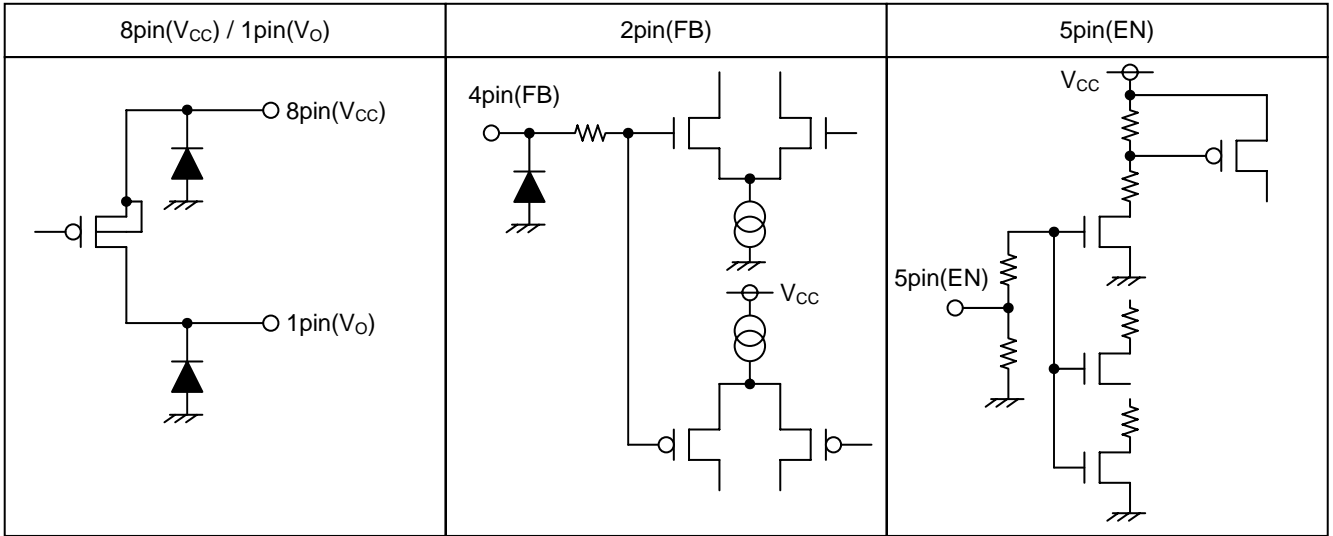 8pin(VCC) / 1pin(VO)
2pin(FB)
5pin(EN)
8pin(VCC)
1pin(VO)
4pin(FB)
VCC
VCC
5pin(EN)